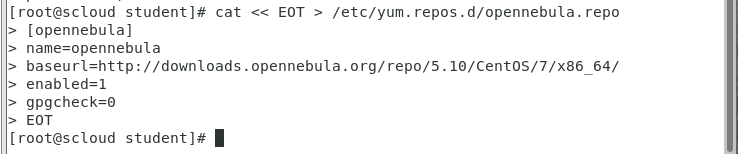 [root@scloud student]# cat << EOT > /etc/yum.repos.d/opennebula.repo
> [opennebula]
> name=opennebula
> baseurl=http://downloads.opennebula.org/repo/5.10/CentOS/7/x86_64/
> enabled=1
> gpgcheck=0
> EOT
[root@scloud student]#